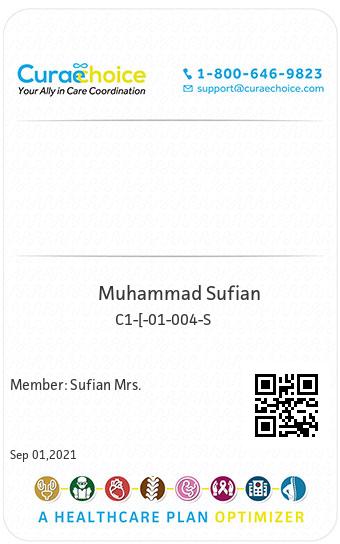 Curaechoice
Your Ally in Care Coordination
1-800-646-9823
support@curaechoice.com
Muhammad Sufian
C1-[-01-004-S
Member: Sufian Mrs.
Sep 01,2021
A HEALTHCARE PLAN OPTIMIZER